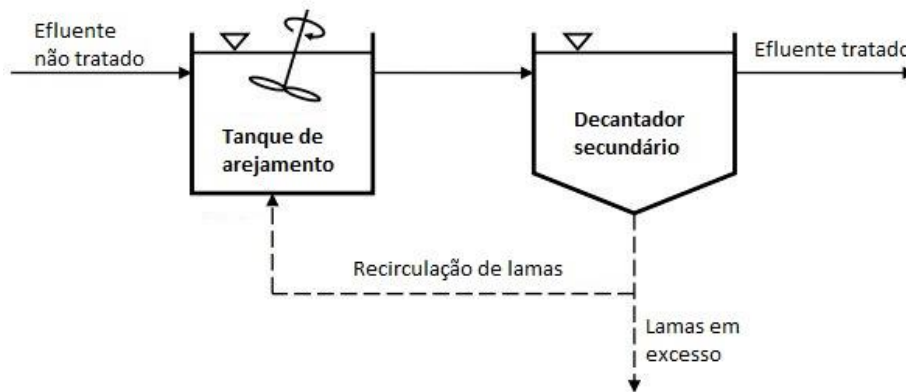 Efluente
não tratado
Tanque de
arejamento
Decantador
secundário
Efluente tratado
Recirculação de lamas
Lamas em
excesso